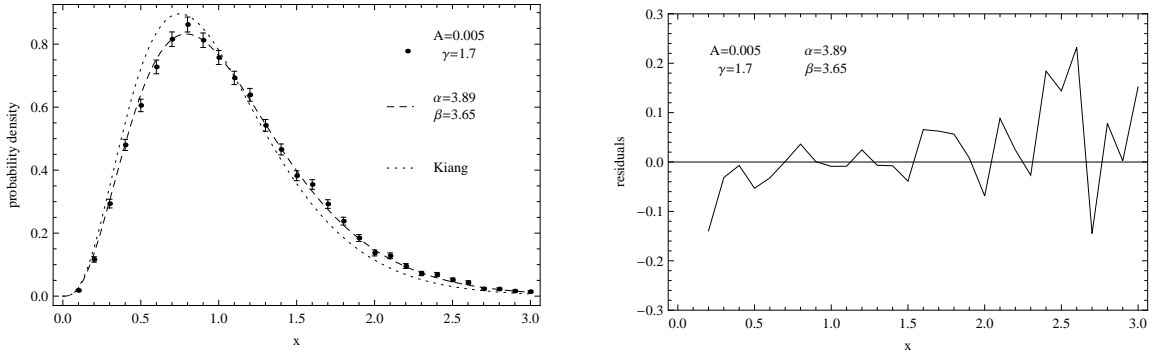 A=0.005
γ=1.7
α=3.89
β=3.65
Kiang
probability density
0.8
0.6
0.4
0.2
0.0
0.0 0.5 1.0 1.5 2.0 2.5 3.0
x
A=0.005 α=3.89
γ=1.7 β=3.65
residuals
0.3
0.2
0.1
0.0
−0.1
−0.2
−0.3
0.0 0.5 1.0 1.5 2.0 2.5 3.0
x